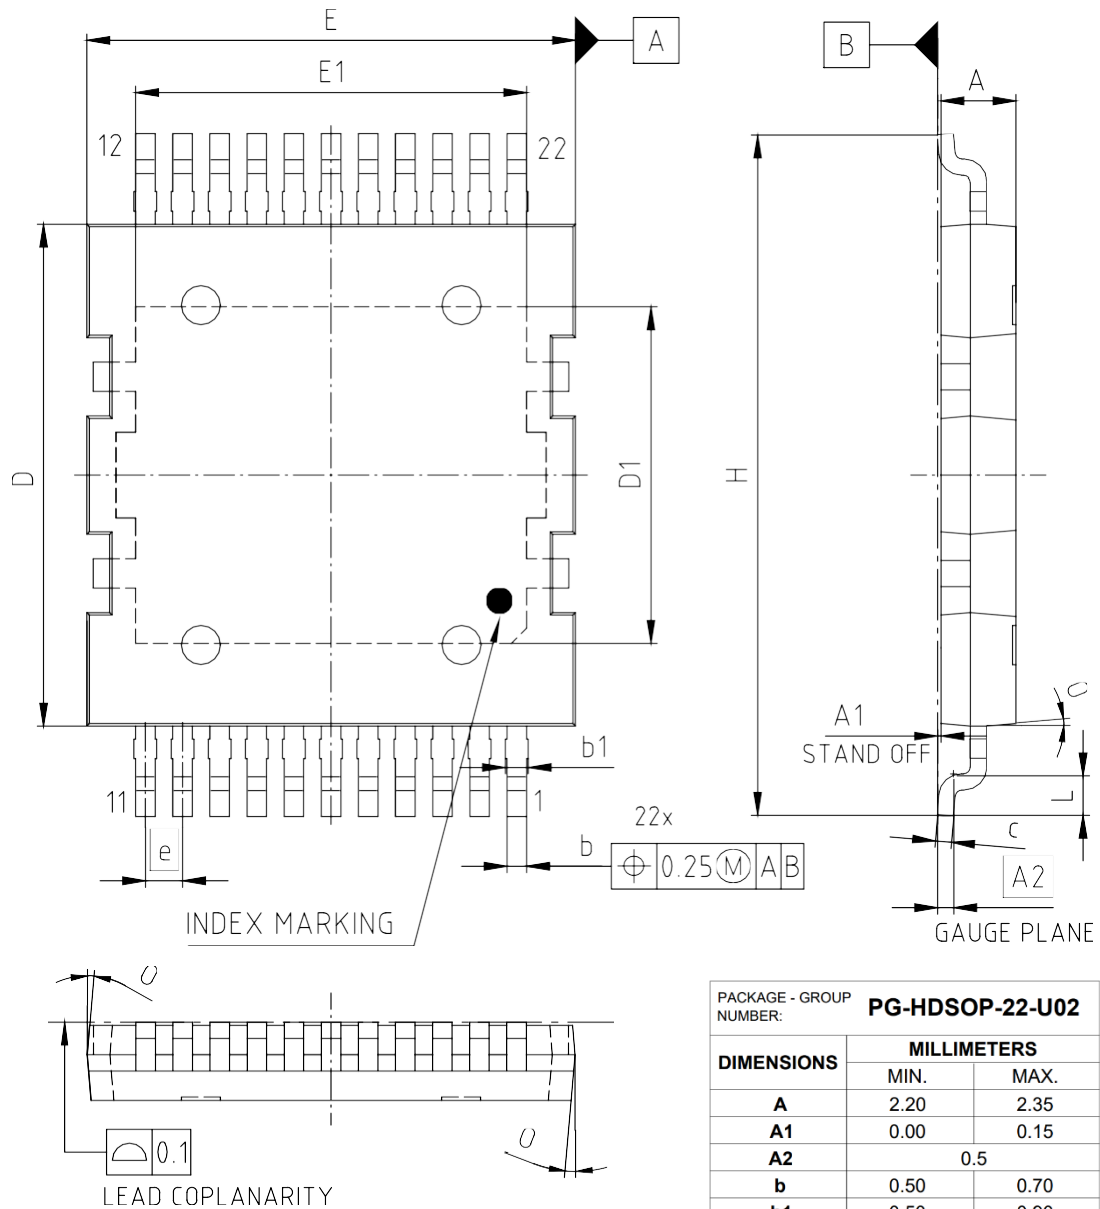 E
A
B
E1
A
12
22
D
D1
H
A1
STAND OFF
b1
11
1
22x
L
e
b
0.25 M A B
c
A2
INDEX MARKING
GAUGE PLANE
0.1
LEAD COPLANARITY
PACKAGE - GROUP
NUMBER:
PG-HDSOP-22-U02
DIMENSIONS
MILLIMETERS
MIN. MAX.
A 2.20 2.35
A1 0.00 0.15
A2 0.5
b 0.50 0.70